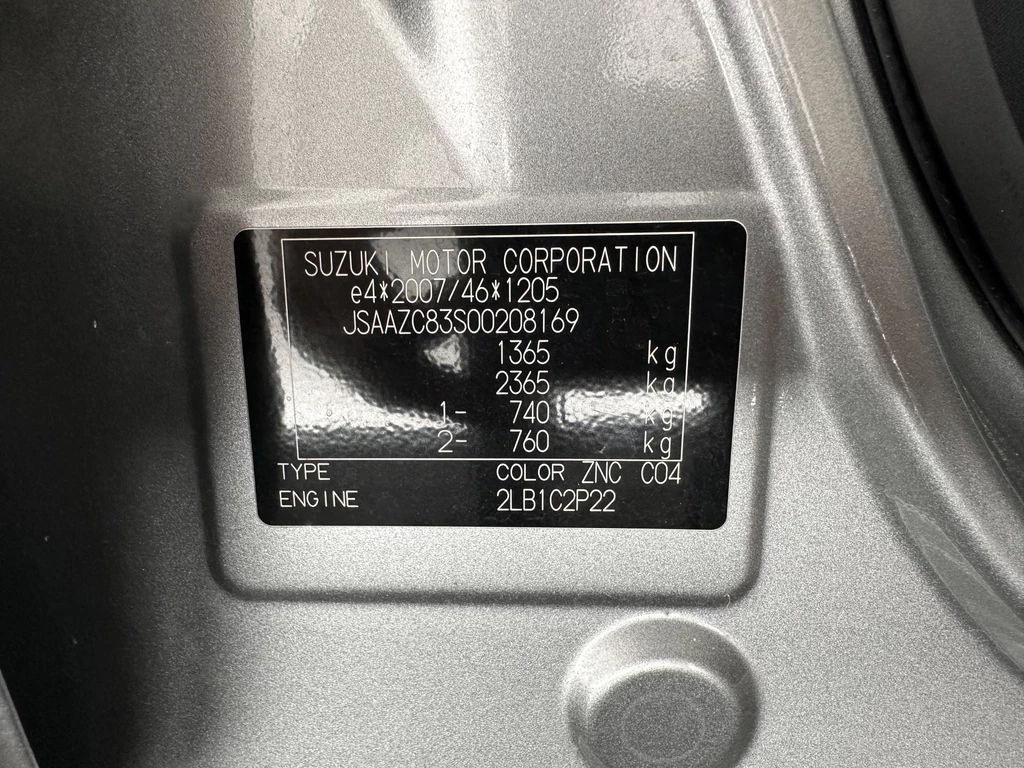 SUZUKI MOTOR CORPORATION
e4*2007/46*1205
JSAAZC83S00208169
1365 kg
2365 kg
1- 740 kg
2- 760 kg
TYPE COLOR ZNC C04
ENGINE 2LB1C2P22